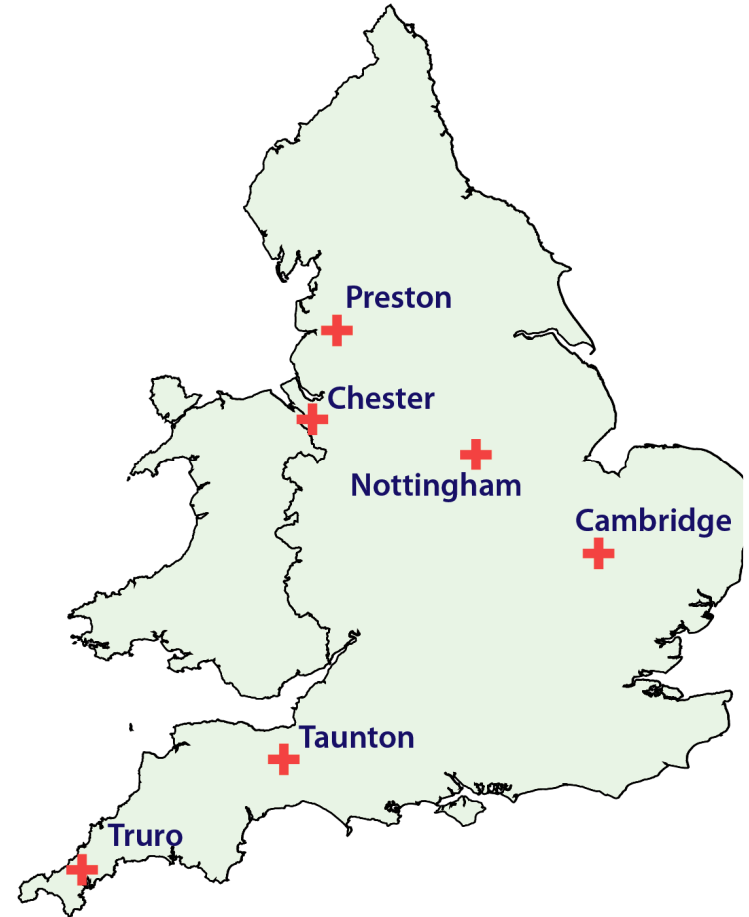 Preston
Chester
Nottingham
Cambridge
Taunton
Truro